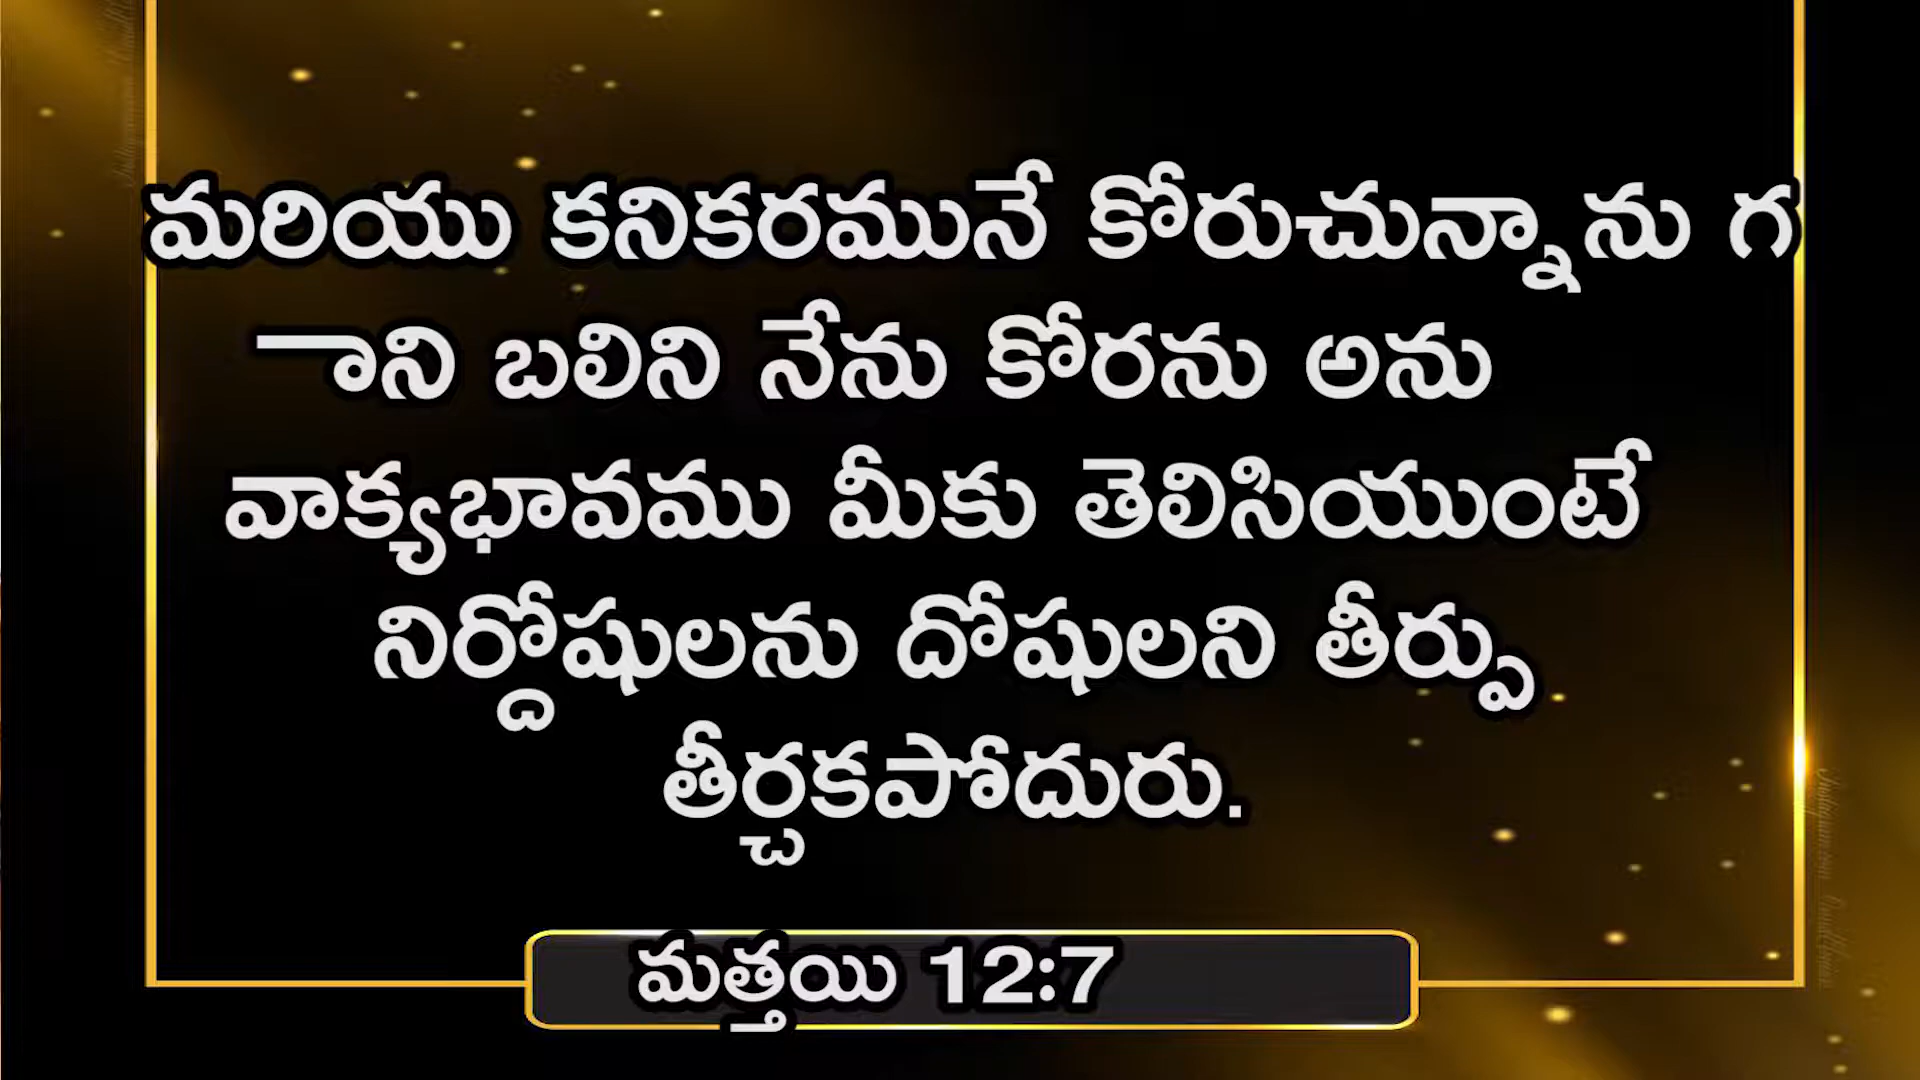 మరియు కనికరమునే కోరుచున్నాను గ
ాని బలిని నేను కోరను అను
వాక్యభావము మీకు తెలిసియుంటే
నిర్దోషులను దోషులని తీర్పు
తీర్చకపోదురు.
మత్తయి 12:7